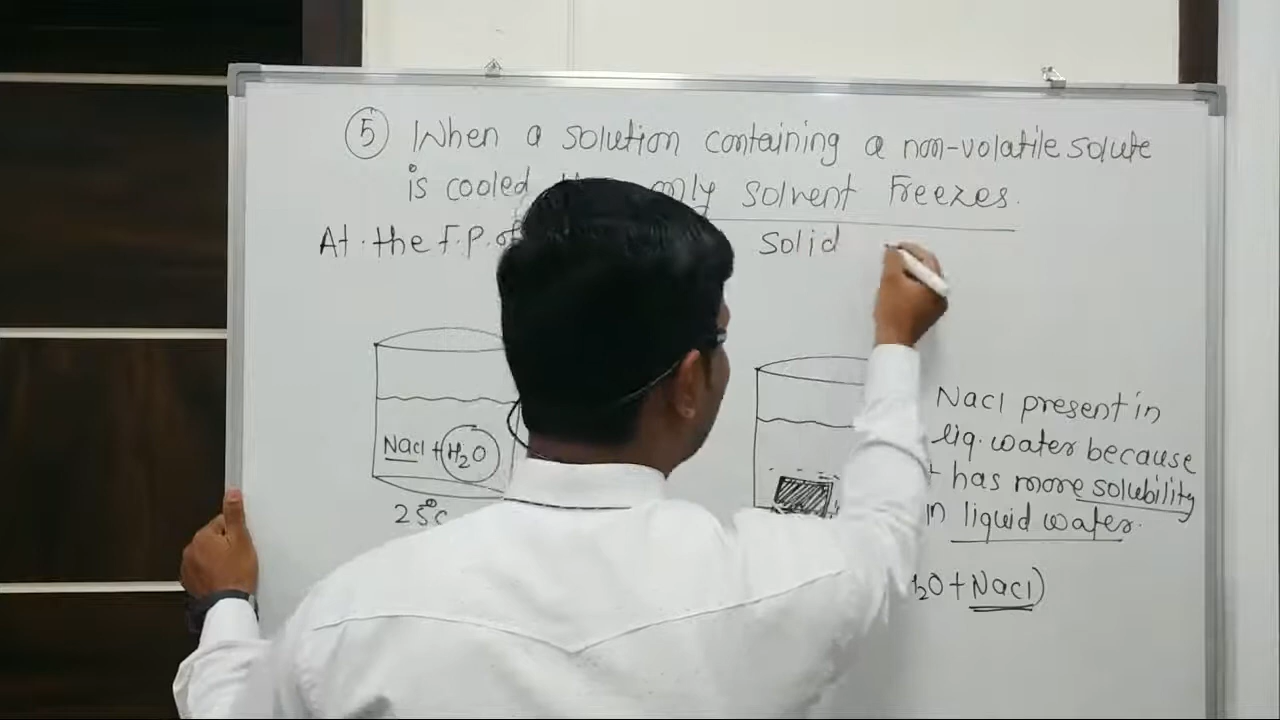 ⑤ When a solution containing a non-volatile solute
is cooled only solvent freezes.
At the F.P. of Solid
NaCl + H₂O
25°C
NaCl present in
liq. water because
has more solubility
in liquid water.
H₂O + NaCl)